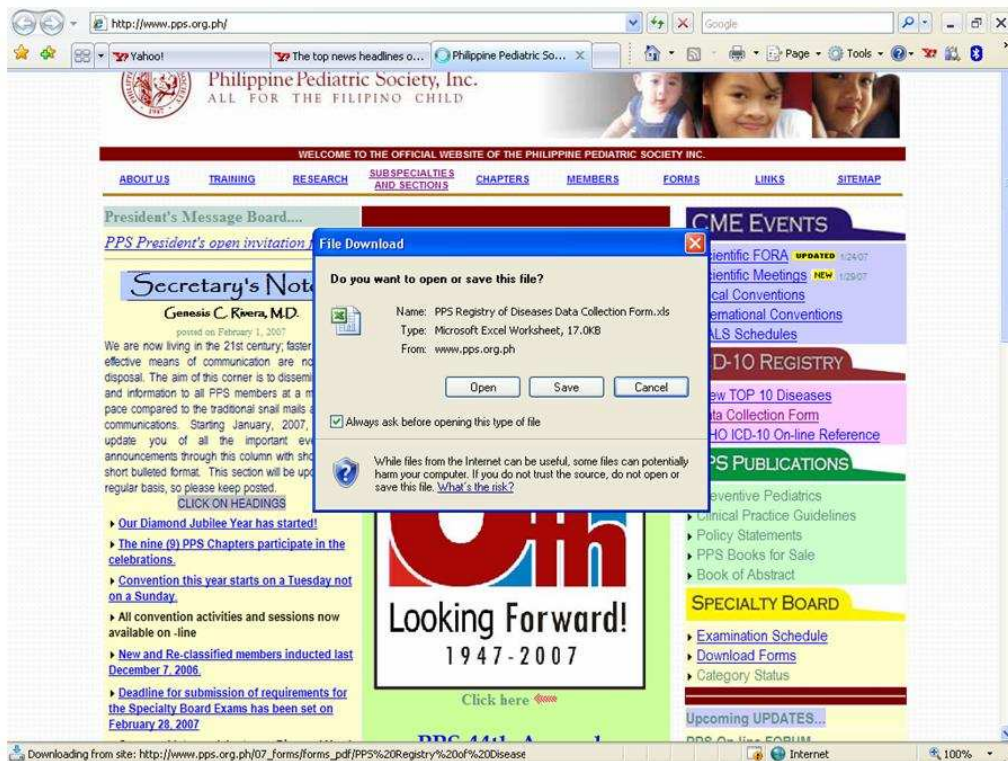 http://www.pps.org.ph/
Google
Yahoo!
The top news headlines o...
Philippine Pediatric So...
Page
Tools
Philippine Pediatric Society, Inc.
ALL FOR THE FILIPINO CHILD
WELCOME TO THE OFFICIAL WEBSITE OF THE PHILIPPINE PEDIATRIC SOCIETY INC.
ABOUT US
TRAINING
RESEARCH
SUBSPECIALTIES
AND SECTIONS
CHAPTERS
MEMBERS
FORMS
LINKS
SITEMAP
President's Message Board....
PPS President's open invitation
Secretary's Not
Genesis C. Rivera, M.D.
posted on February 1, 2007
We are now living in the 21st century; faster
effective means of communication are no
disposal. The aim of this corner is to dissemi
and information to all PPS members at a m
pace compared to the traditional snail mails a
communications. Starting January, 2007,
update you of all the important eve
announcements through this column with sho
short bulleted format. This section will be upd
regular basis, so please keep posted.
CLICK ON HEADINGS
Our Diamond Jubilee Year has started!
The nine (9) PPS Chapters participate in the
celebrations.
Convention this year starts on a Tuesday not
on a Sunday.
All convention activities and sessions now
available on -line
New and Re-classified members inducted last
December 7, 2006.
Deadline for submission of requirements for
the Specialty Board Exams has been set on
February 28, 2007
File Download
Do you want to open or save this file?
Name: PPS Registry of Diseases Data Collection Form.xls
Type: Microsoft Excel Worksheet, 17.0KB
From: www.pps.org.ph
Open
Save
Cancel
Always ask before opening this type of file
While files from the Internet can be useful, some files can potentially
harm your computer. If you do not trust the source, do not open or
save this file. What's the risk?
th
Looking Forward!
1947-2007
Click here
PPS 44th Annual
CME EVENTS
cientific FORA UPDATED 1/24/07
cientific Meetings NEW 1/29/07
cal Conventions
ernational Conventions
ALS Schedules
D-10 REGISTRY
ew TOP 10 Diseases
ata Collection Form
HO ICD-10 On-line Reference
PS PUBLICATIONS
eventive Pediatrics
Clinical Practice Guidelines
Policy Statements
PPS Books for Sale
Book of Abstract
SPECIALTY BOARD
Examination Schedule
Download Forms
Category Status
Upcoming UPDATES...
PPS On-line FORUM
Downloading from site: http://www.pps.org.ph/07_forms/forms_pdf/PPS%20Registry%20of%20Disease
Internet
100%